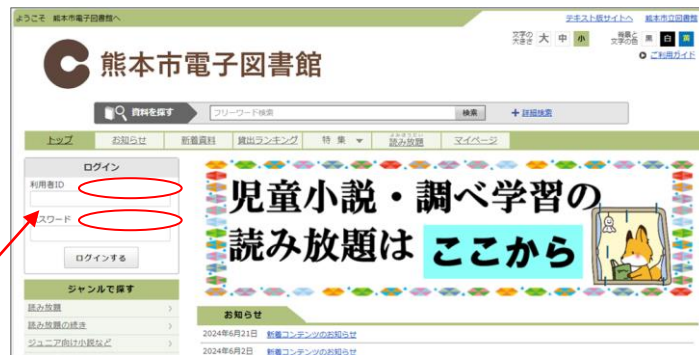 ようこそ 熊本市電子図書館へ
テキスト版サイトへ 熊本市立図書館
文字の大きさ 大 中 小 背景と文字の色 黒 白 黄
ご利用ガイド
熊本市電子図書館
資料を探す フリーワード検索 検索 + 詳細検索
トップ お知らせ 新着資料 貸出ランキング 特集 ▼ 読み放題 マイページ
ログイン
利用者ID
スワード
ログインする
児童小説・調べ学習の
読み放題は ここから
ジャンルで探す
読み放題
読み放題の続き
ジュニア向け小説など
お知らせ
2024年6月21日 新着コンテンツのお知らせ
2024年6月2日 新着コンテンツのお知らせ